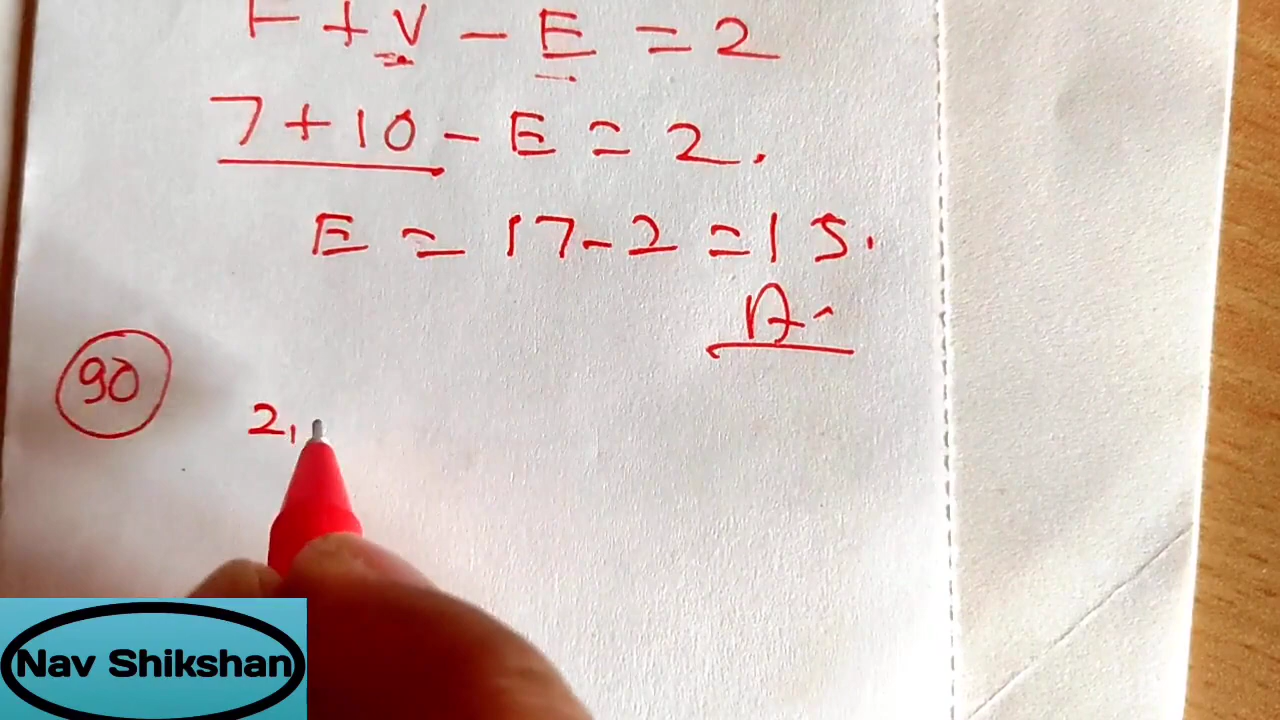 F + V - E = 2
7 + 10 - E = 2.
E = 17 - 2 = 15.
A.
90
2,
Nav Shikshan